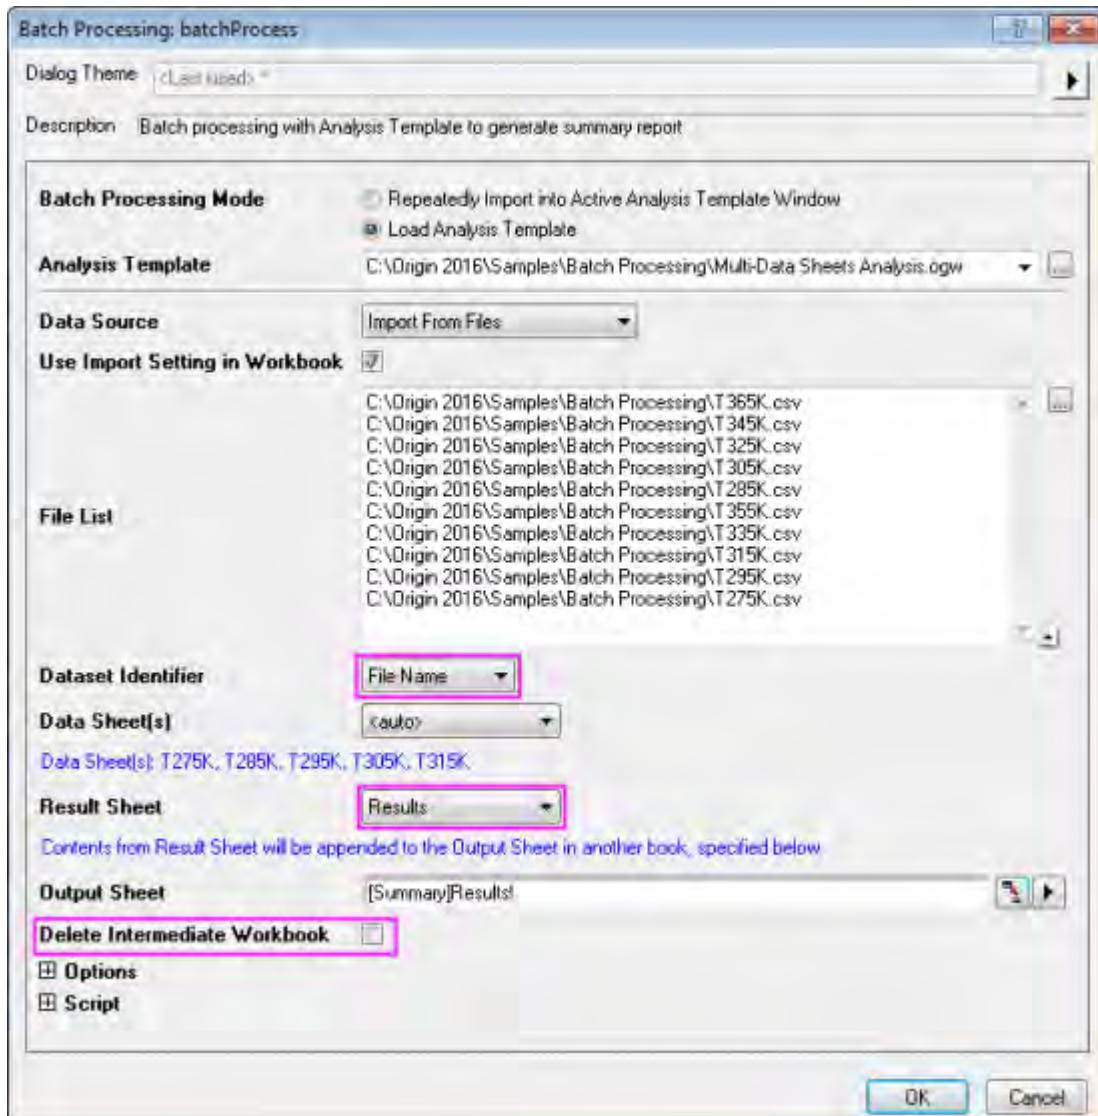 Batch Processing: batchProcess
Dialog Theme <Last used> *
Description Batch processing with Analysis Template to generate summary report
Batch Processing Mode Repeatedly Import into Active Analysis Template Window
Load Analysis Template
Analysis Template C:\Origin 2016\Samples\Batch Processing\Multi-Data Sheets Analysis.ogw ...
Data Source Import From Files
Use Import Setting in Workbook
C:\Origin 2016\Samples\Batch Processing\T365K.csv ...
C:\Origin 2016\Samples\Batch Processing\T345K.csv
C:\Origin 2016\Samples\Batch Processing\T325K.csv
C:\Origin 2016\Samples\Batch Processing\T305K.csv
C:\Origin 2016\Samples\Batch Processing\T285K.csv
File List C:\Origin 2016\Samples\Batch Processing\T355K.csv
C:\Origin 2016\Samples\Batch Processing\T335K.csv
C:\Origin 2016\Samples\Batch Processing\T315K.csv
C:\Origin 2016\Samples\Batch Processing\T295K.csv
C:\Origin 2016\Samples\Batch Processing\T275K.csv
Dataset Identifier File Name
Data Sheet(s) <auto>
Data Sheet(s): T275K, T285K, T295K, T305K, T315K
Result Sheet Results
Contents from Result Sheet will be appended to the Output Sheet in another book, specified below
Output Sheet [Summary]Results!
Delete Intermediate Workbook
Options
Script
OK Cancel